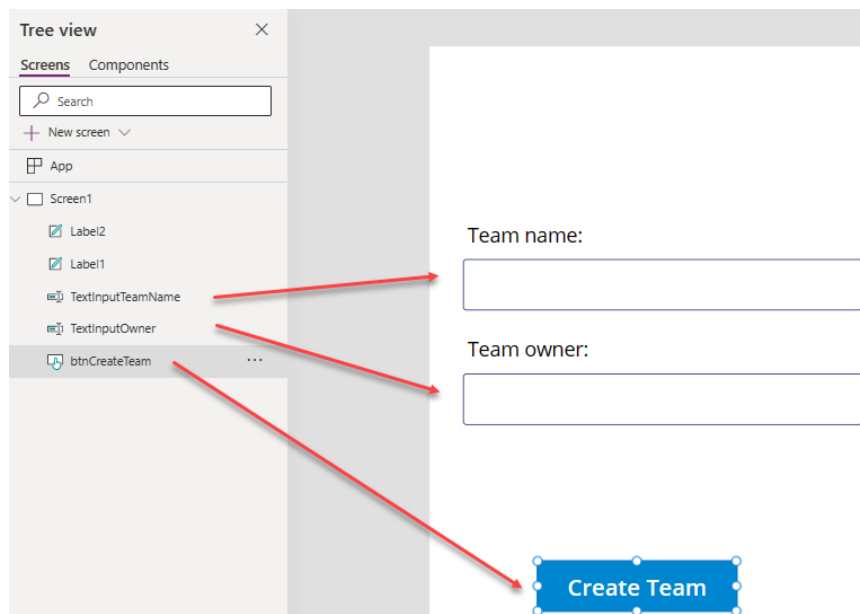 Tree view
Screens Components
Search
New screen
App
Screen1
Label2
Label1
TextInputTeamName
TextInputOwner
btnCreateTeam
Team name:
Team owner:
Create Team